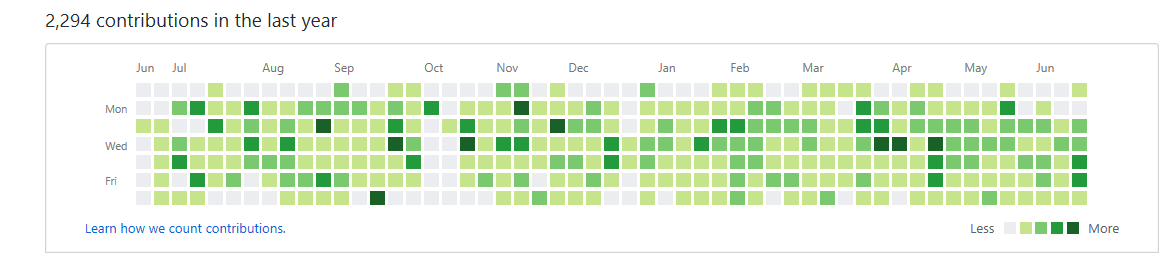 2,294 contributions in the last year
Jun Jul Aug Sep Oct Nov Dec Jan Feb Mar Apr May Jun
Mon
Wed
Fri
Learn how we count contributions.
Less More